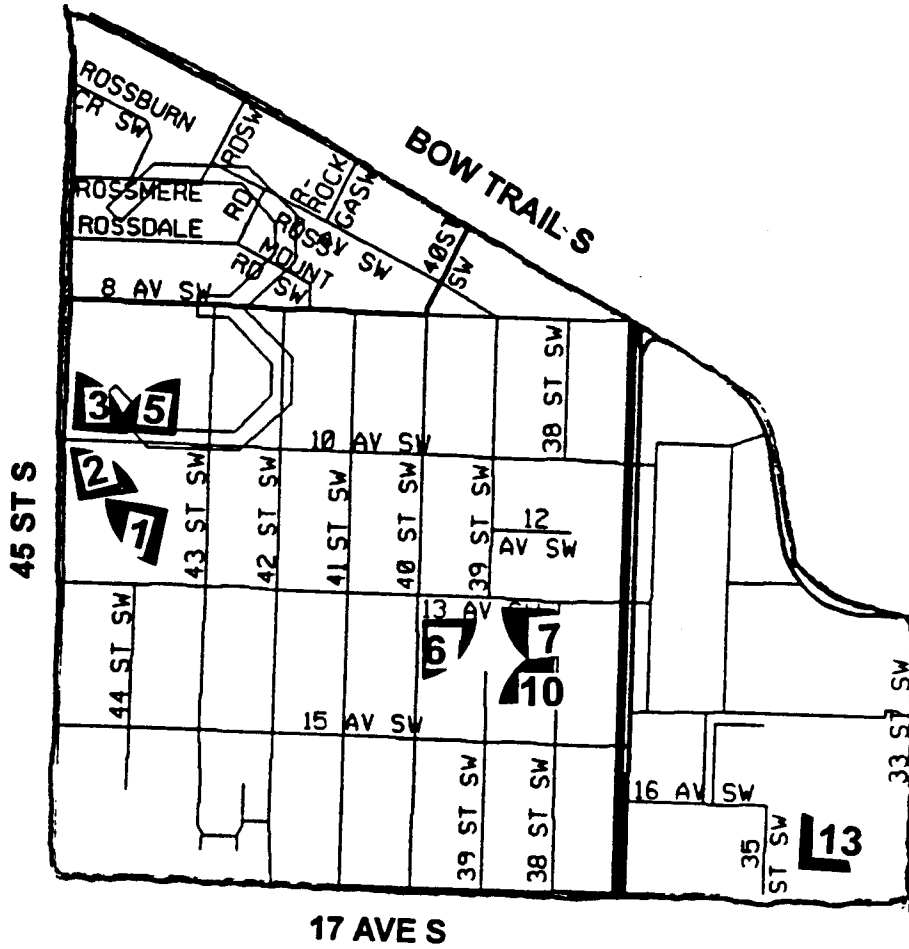 ROSSBURN
CR SW
RDSW
R-
ROCK
GASW
BOW TRAIL S
ROSSMERE
RD
ROSS
AV SW
ROSSDALE
MOUNT
RD SW
40ST
SW
8 AV SW
38 ST SW
3
5
10 AV SW
2
1
45 ST S
43 ST SW
42 ST SW
41 ST SW
40 ST SW
39 ST SW
12
AV SW
13 AV
6
7
10
44 ST SW
15 AV SW
33 ST SW
16 AV SW
39 ST SW
38 ST SW
35
ST SW
13
17 AVE S